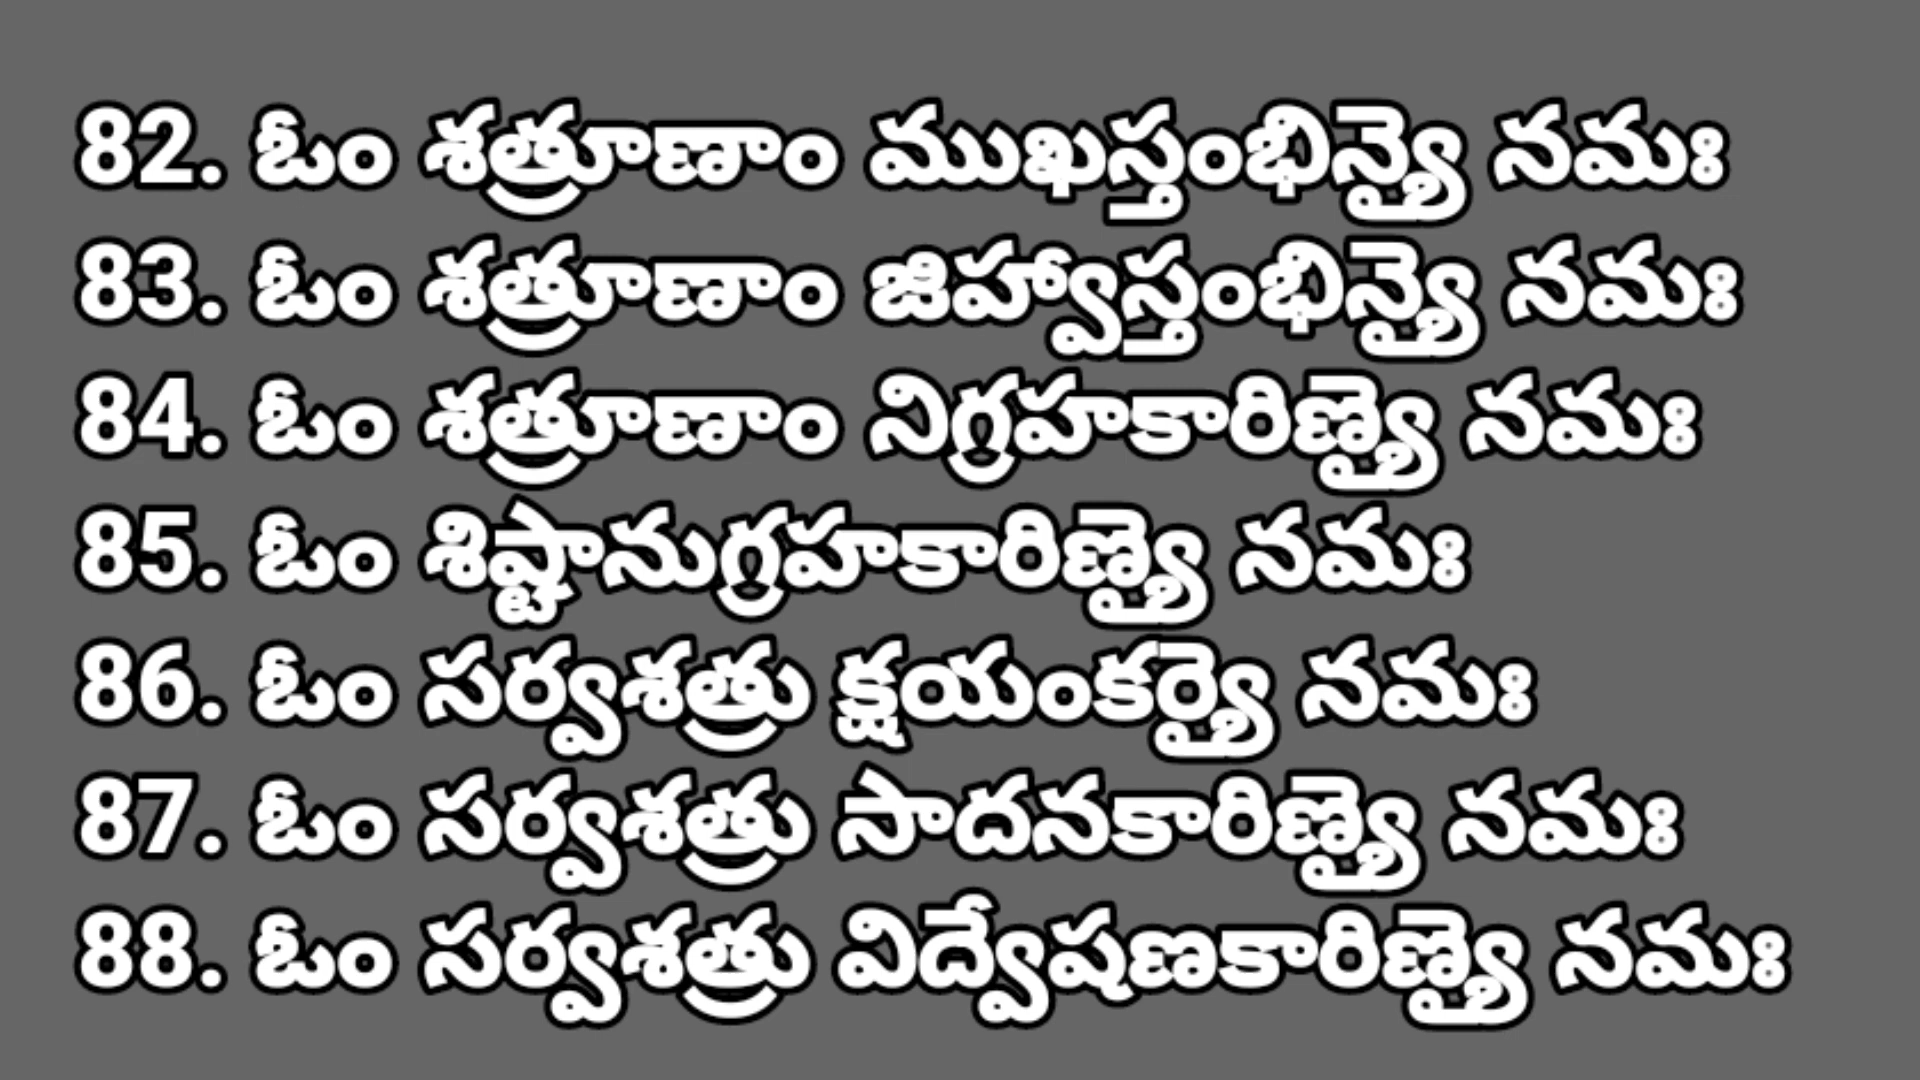 82. ఓం శత్రూణాం ముఖస్తంభిన్యై నమః
83. ఓం శత్రూణాం జిహ్వాస్తంభిన్యై నమః
84. ఓం శత్రూణాం నిగ్రహకారిణ్యై నమః
85. ఓం శిష్టానుగ్రహకారిణ్యై నమః
86. ఓం సర్వశత్రు క్షయంకర్యై నమః
87. ఓం సర్వశత్రు సాదనకారిణ్యై నమః
88. ఓం సర్వశత్రు విద్వేషణకారిణ్యై నమః